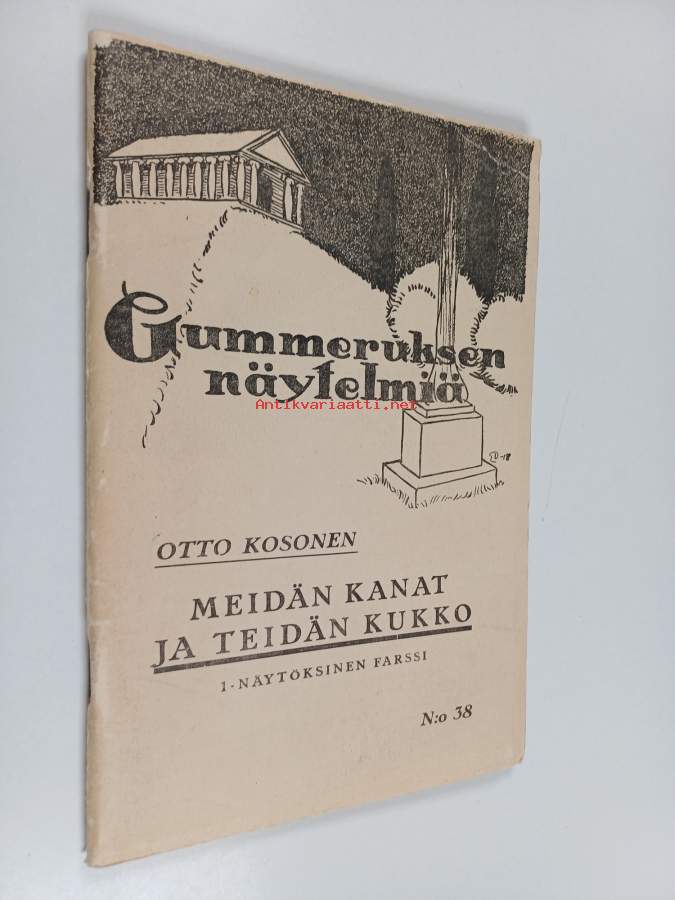 Gummeruksen
näytelmiä
Antikvariaatti.net
OTTO KOSONEN
MEIDÄN KANAT
JA TEIDÄN KUKKO
1-NÄYTÖKSINEN FARSSI
N:o 38